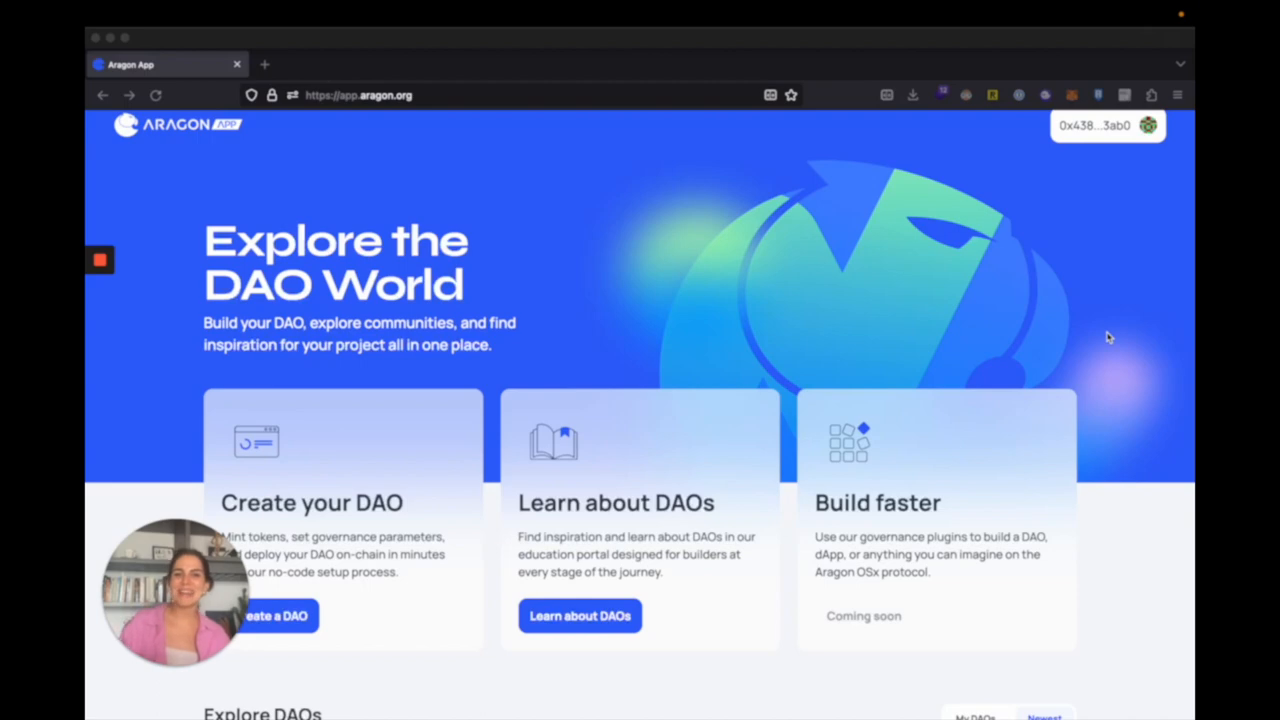 Aragon App
https://app.aragon.org
12
ARAGON APP
0x438...3ab0
Explore the
DAO World
Build your DAO, explore communities, and find
inspiration for your project all in one place.
Create your DAO
Mint tokens, set governance parameters,
deploy your DAO on-chain in minutes
our no-code setup process.
eate a DAO
Learn about DAOs
Find inspiration and learn about DAOs in our
education portal designed for builders at
every stage of the journey.
Learn about DAOs
Build faster
Use our governance plugins to build a DAO,
dApp, or anything you can imagine on the
Aragon OSx protocol.
Coming soon
Explore DAOs
My DAOs
Newest